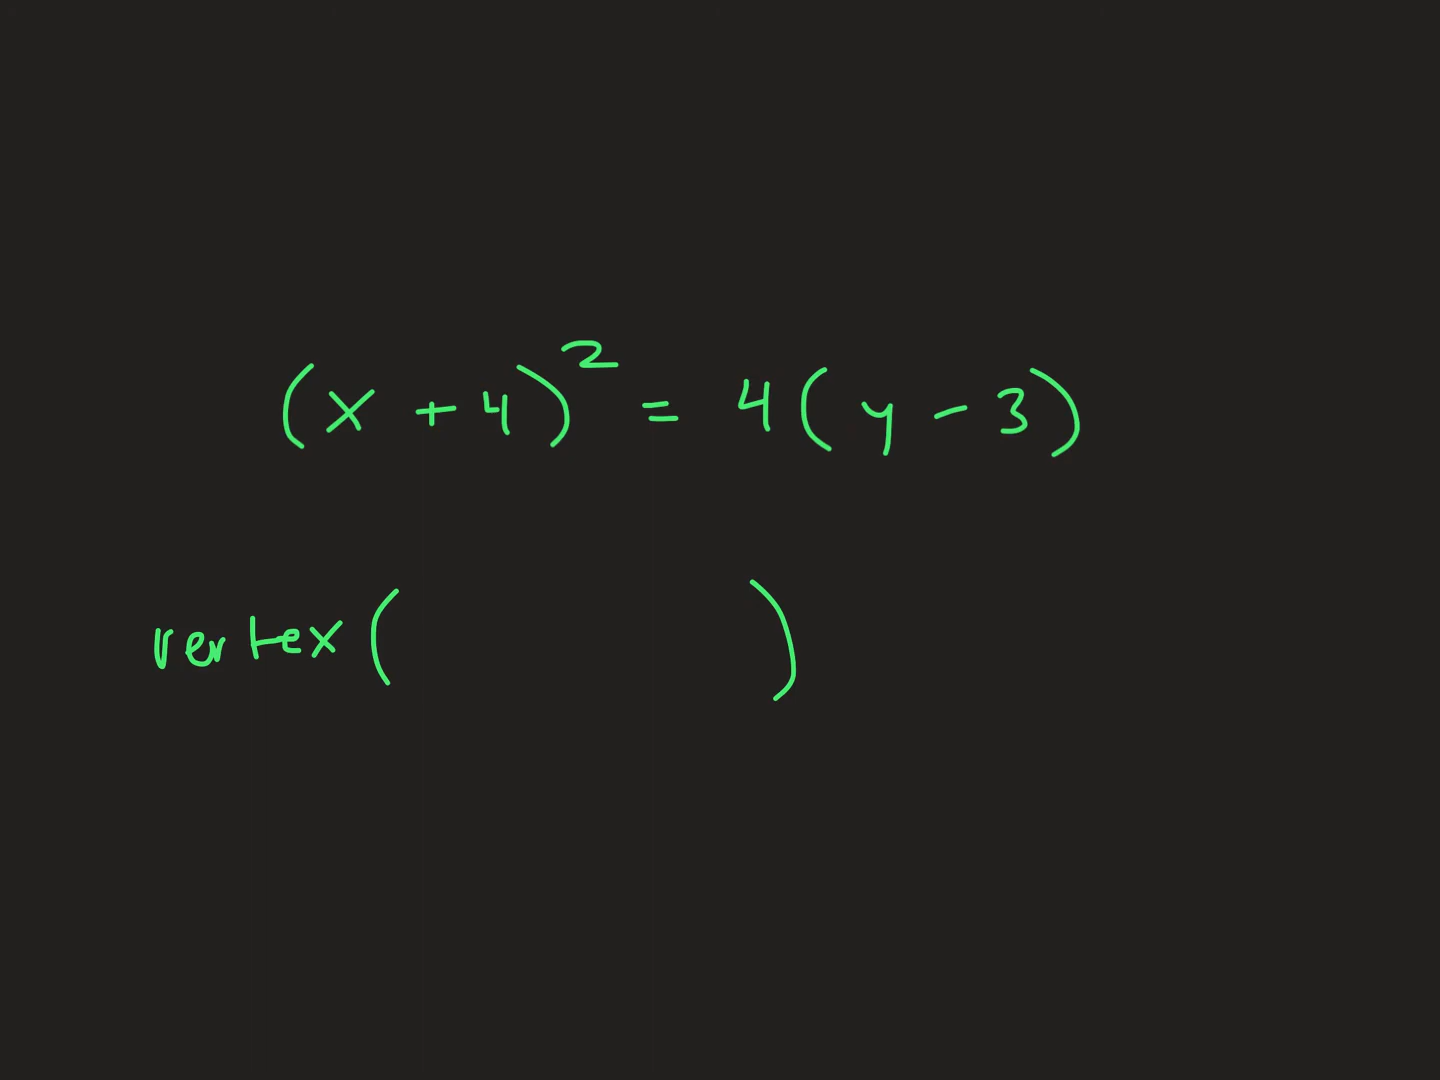 (x + 4)² = 4(y - 3)
vertex( )